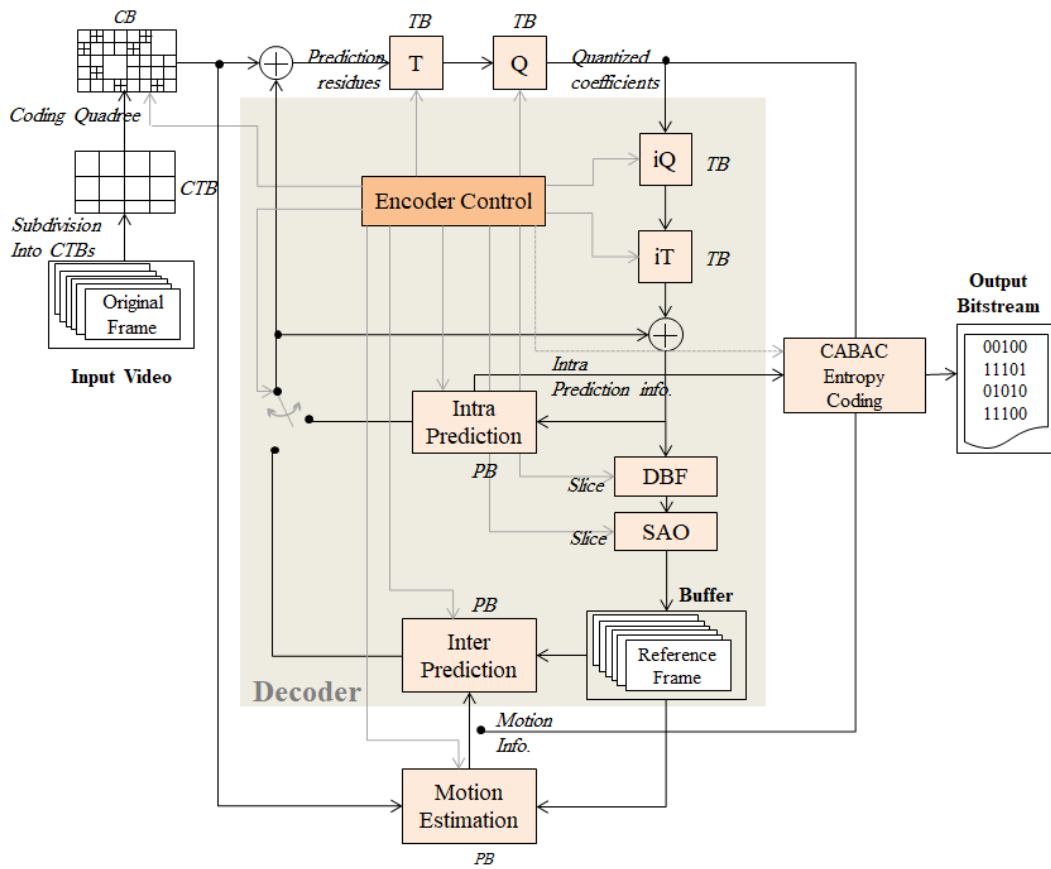 CB
TB
TB
Prediction
residues
T
Q
Quantized
coefficients
Coding Quadree
iQ
TB
CTB
Encoder Control
Subdivision
Into CTBs
iT
TB
Original
Frame
Input Video
Output
Bitstream
00100
11101
01010
11100
CABAC
Entropy
Coding
Intra
Prediction info.
Intra
Prediction
PB
Slice
DBF
Slice
SAO
Buffer
PB
Inter
Prediction
Reference
Frame
Decoder
Motion
Info.
Motion
Estimation
PB